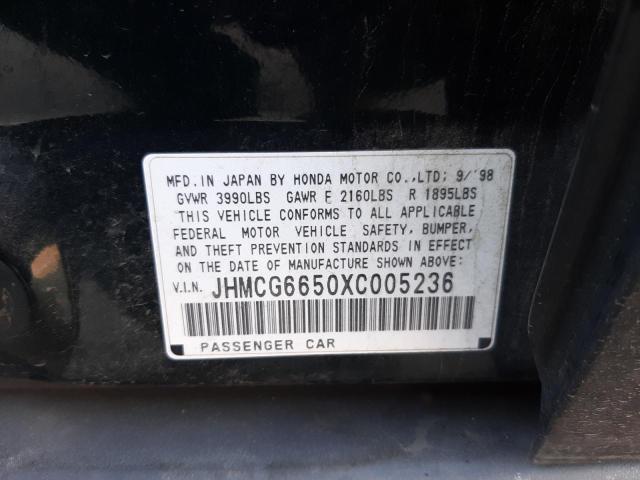 MFD.IN JAPAN BY HONDA MOTOR CO.,LTD; 9/'98
GVWR 3990LBS GAWR F 2160LBS R 1895LBS
THIS VEHICLE CONFORMS TO ALL APPLICABLE
FEDERAL MOTOR VEHICLE SAFETY, BUMPER,
AND THEFT PREVENTION STANDARDS IN EFFECT
ON THE DATE OF MANUFACTURE SHOWN ABOVE:
V.I.N. JHMCG6650XC005236
PASSENGER CAR